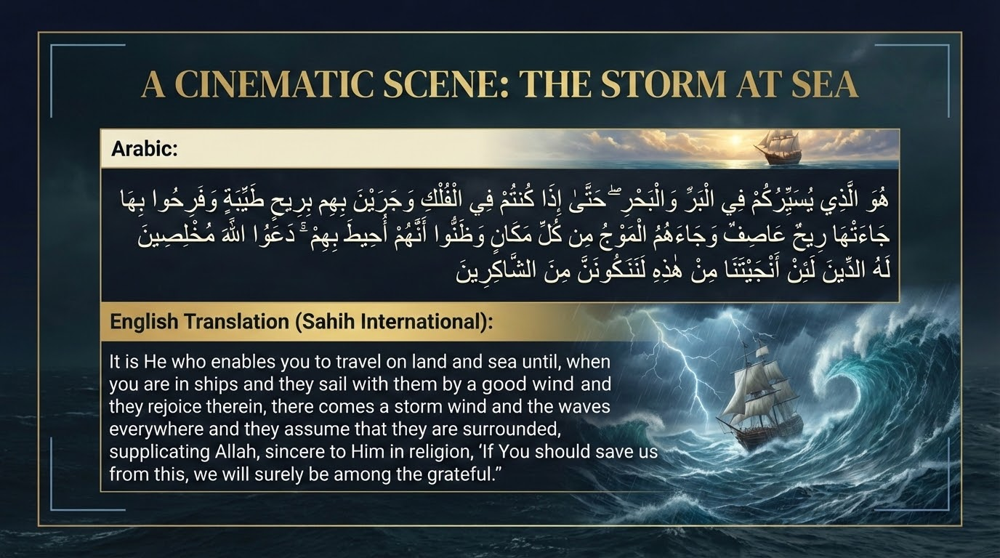 A CINEMATIC SCENE: THE STORM AT SEA
Arabic:
هُوَ الَّذِي يُسَيِّرُكُمْ فِي الْبَرِّ وَالْبَحْرِ ۖ حَتَّىٰ إِذَا كُنتُمْ فِي الْفُلْكِ وَجَرَيْنَ بِهِم بِرِيحٍ طَيِّبَةٍ وَفَرِحُوا بِهَا
جَاءَتْهَا رِيحٌ عَاصِفٌ وَجَاءَهُمُ الْمَوْجُ مِن كُلِّ مَكَانٍ وَظَنُّوا أَنَّهُمْ أُحِيطَ بِهِمْ ۙ دَعَوُا اللَّهَ مُخْلِصِينَ
لَهُ الدِّينَ لَئِنْ أَنْجَيْتَنَا مِنْ هَٰذِهِ لَنَنَكُونَنَّ مِنَ الشَّاكِرِينَ
English Translation (Sahih International):
It is He who enables you to travel on land and sea until, when
you are in ships and they sail with them by a good wind and
they rejoice therein, there comes a storm wind and the waves
everywhere and they assume that they are surrounded,
supplicating Allah, sincere to Him in religion, ‘If You should save us
from this, we will surely be among the grateful.”